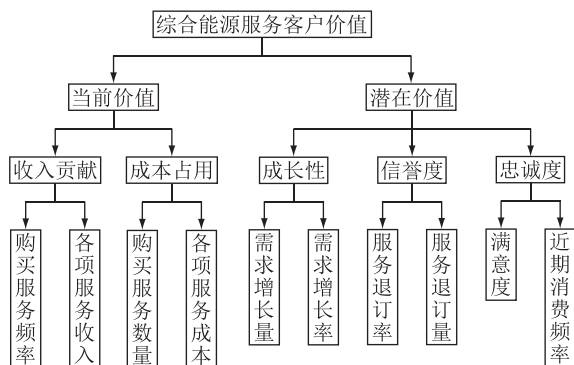 综合能源服务客户价值
当前价值
潜在价值
收入贡献
成本占用
成长性
信誉度
忠诚度
购买服务频率
各项服务收入
购买服务数量
各项服务成本
需求增长量
需求增长率
服务退订率
服务退订量
满意度
近期消费频率